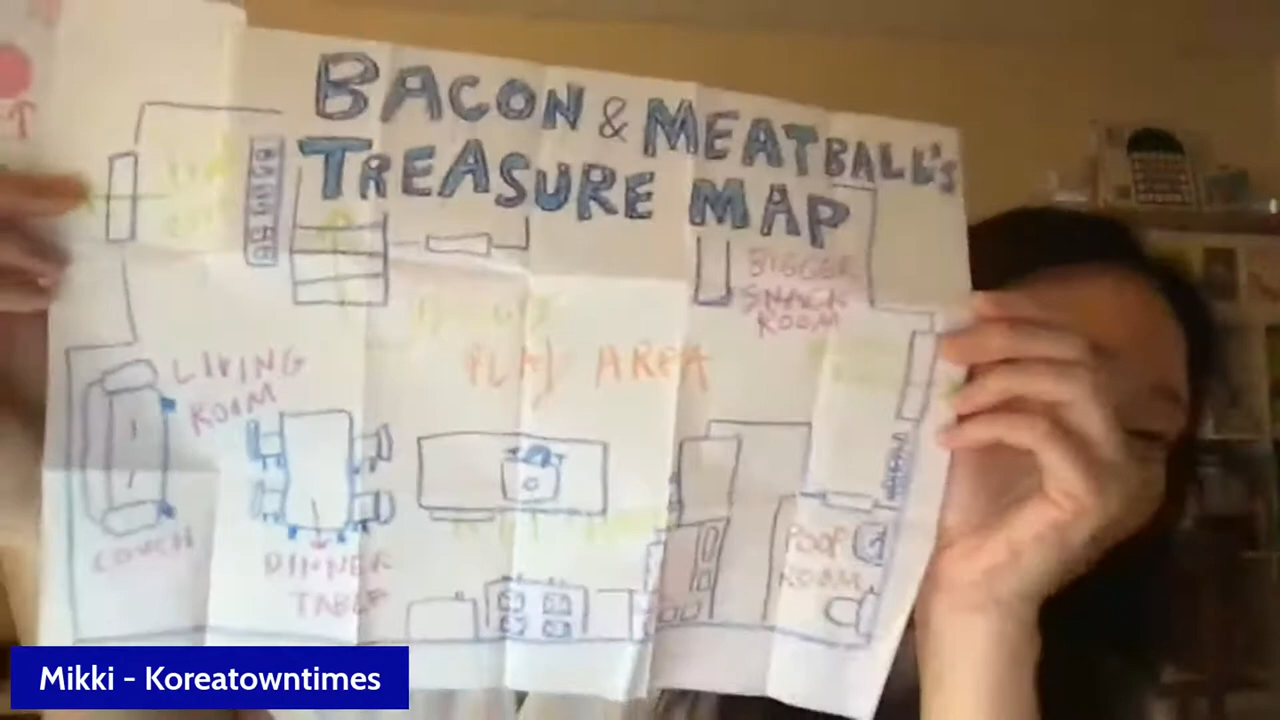 BACON & MEATBALL'S
TREASURE MAP
BIGGER
SNACK
ROOM
PLAY AREA
LIVING
ROOM
COUCH
DINNER
TABLE
POOP
ROOM
Mikki - Koreatowntimes